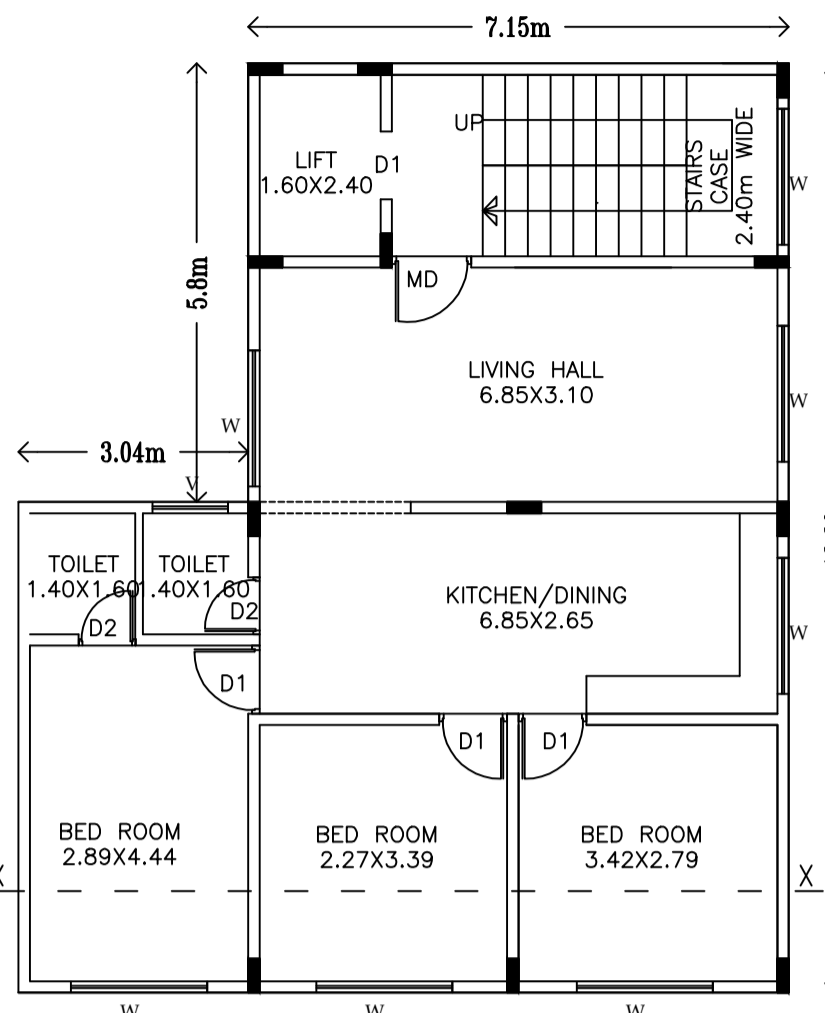 7.15m
UP
LIFT
1.60X2.40
D1
STAIRS
CASE
2.40m WIDE
W
5.8m
MD
LIVING HALL
6.85X3.10
W
W
3.04m
V
TOILET
1.40X1.60
TOILET
1.40X1.60
D2
D2
KITCHEN/DINING
6.85X2.65
W
D1
D1
D1
BED ROOM
2.89X4.44
BED ROOM
2.27X3.39
BED ROOM
3.42X2.79
X
X
W
W
W